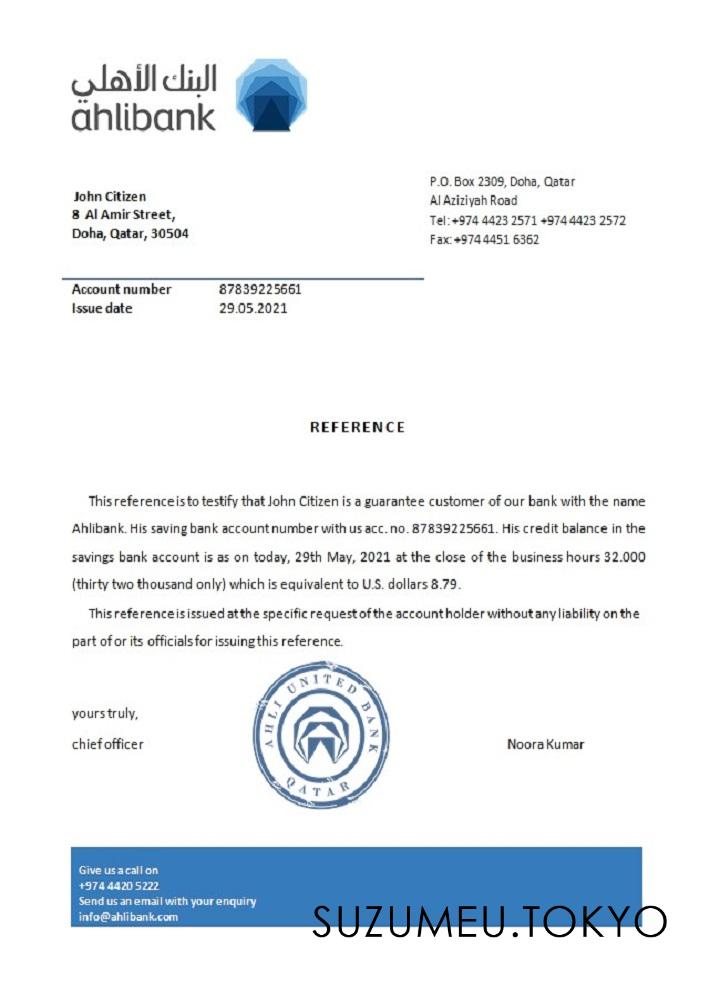 البنك الأهلي
ahlibank
John Citizen
8 Al Amir Street,
Doha, Qatar, 30504
P.O. Box 2309, Doha, Qatar
Al Aziziyah Road
Tel: +974 4423 2571 +974 4423 2572
Fax: +974 4451 6362
Account number 87839225661
Issue date 29.05.2021
REFERENCE
This reference is to testify that John Citizen is a guarantee customer of our bank with the name
Ahlibank. His saving bank account number with us acc. no. 87839225661. His credit balance in the
savings bank account is as on today, 29th May, 2021 at the close of the business hours 32.000
(thirty two thousand only) which is equivalent to U.S. dollars 8.79.
This reference is issued at the specific request of the account holder without any liability on the
part of or its officials for issuing this reference.
yours truly,
chief officer
AHLI UNITED BANK
QATAR
Noora Kumar
Give us a call on
+974 4420 5222
Send us an email with your enquiry
info@ahlibank.com
SUZUMEU.TOKYO